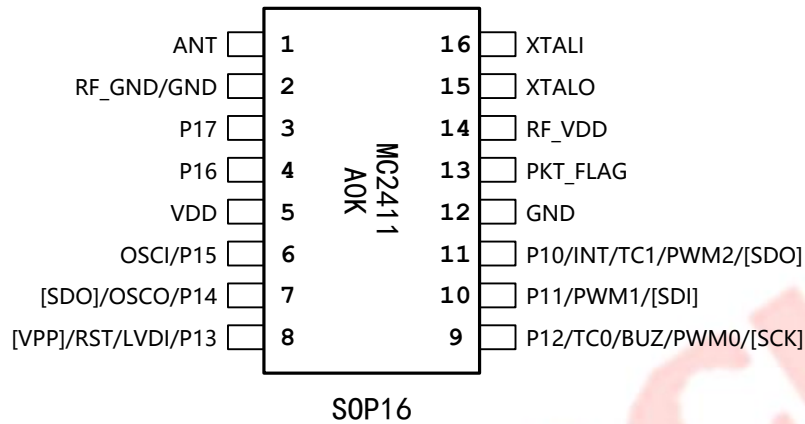 ANT 1 16 XTALI
RF_GND/GND 2 15 XTALO
P17 3 14 RF_VDD
P16 4 13 PKT_FLAG
VDD 5 12 GND
OSCI/P15 6 11 P10/INT/TC1/PWM2/[SDO]
[SDO]/OSCO/P14 7 10 P11/PWM1/[SDI]
[VPP]/RST/LVDI/P13 8 9 P12/TC0/BUZ/PWM0/[SCK]
MC2411
A0K
SOP16